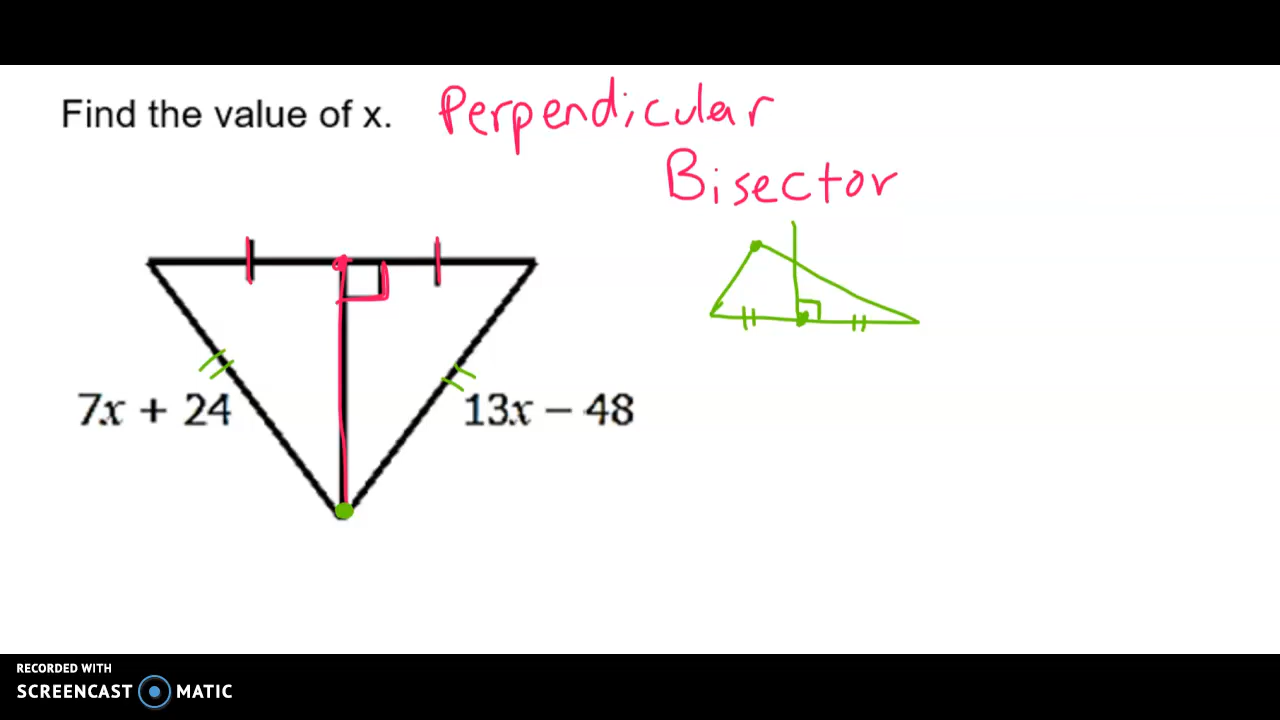 Find the value of x. Perpendicular
Bisector
7x + 24
13x – 48
RECORDED WITH
SCREENCAST MATIC